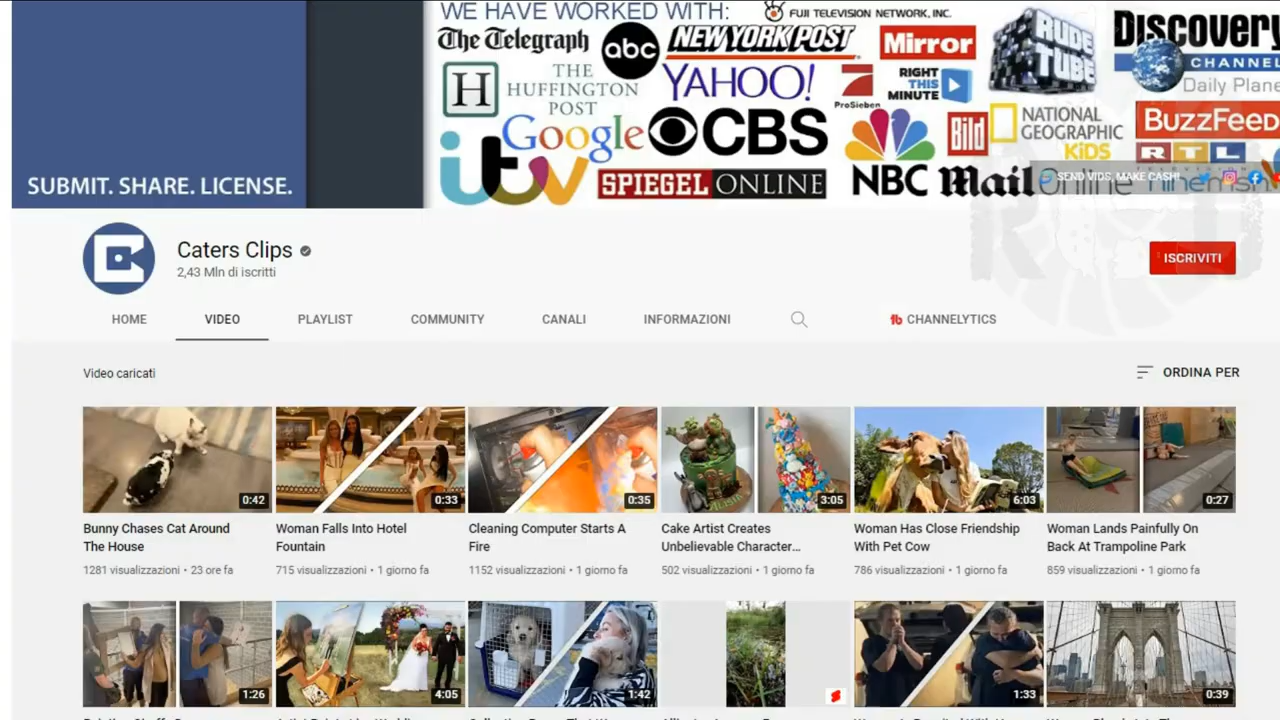 WE HAVE WORKED WITH:
FUJI TELEVISION NETWORK, INC.
The Telegraph
abc
NEW YORK POST
Mirror
RUDE TUBE
Discovery
CHANNEL
Daily Plane
H
THE HUFFINGTON POST
YAHOO!
ProSieben
RIGHT THIS MINUTE
Google
CBS
NBC
Bild
NATIONAL GEOGRAPHIC KiDS
BuzzFeed
RTL
itv
SPIEGEL ONLINE
Mail Online
SEND VIDS, MAKE CASH!
SUBMIT. SHARE. LICENSE.
Caters Clips
2,43 Mln di iscritti
ISCRIVITI
HOME VIDEO PLAYLIST COMMUNITY CANALI INFORMAZIONI CHANNELYTICS
Video caricati
ORDINA PER
0:42 0:33 0:35 3:05 6:03 0:27
Bunny Chases Cat Around The House
1281 visualizzazioni • 23 ore fa
Woman Falls Into Hotel Fountain
715 visualizzazioni • 1 giorno fa
Cleaning Computer Starts A Fire
1152 visualizzazioni • 1 giorno fa
Cake Artist Creates Unbelievable Character...
502 visualizzazioni • 1 giorno fa
Woman Has Close Friendship With Pet Cow
786 visualizzazioni • 1 giorno fa
Woman Lands Painfully On Back At Trampoline Park
859 visualizzazioni • 1 giorno fa
1:26 4:05 1:42 1:33 0:39